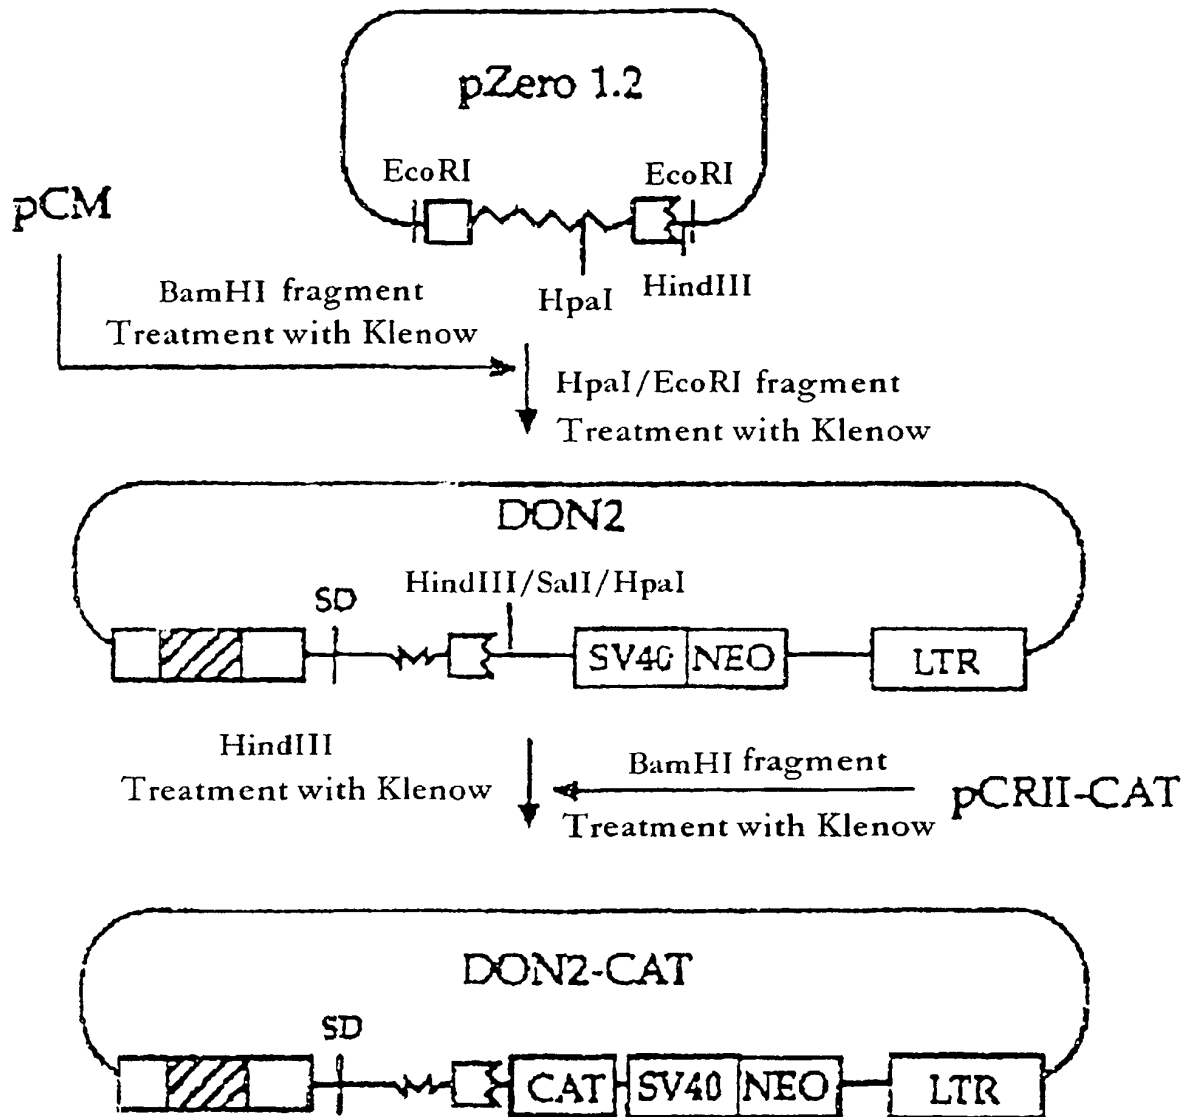 pZero 1.2
EcoRI
EcoRI
pCM
HpaI
HindIII
BamHI fragment
Treatment with Klenow
HpaI/EcoRI fragment
Treatment with Klenow
DON2
HindIII/SalI/HpaI
SD
SV40
NEO
LTR
HindIII
Treatment with Klenow
BamHI fragment
Treatment with Klenow
pCRII-CAT
DON2-CAT
SD
CAT
SV40
NEO
LTR